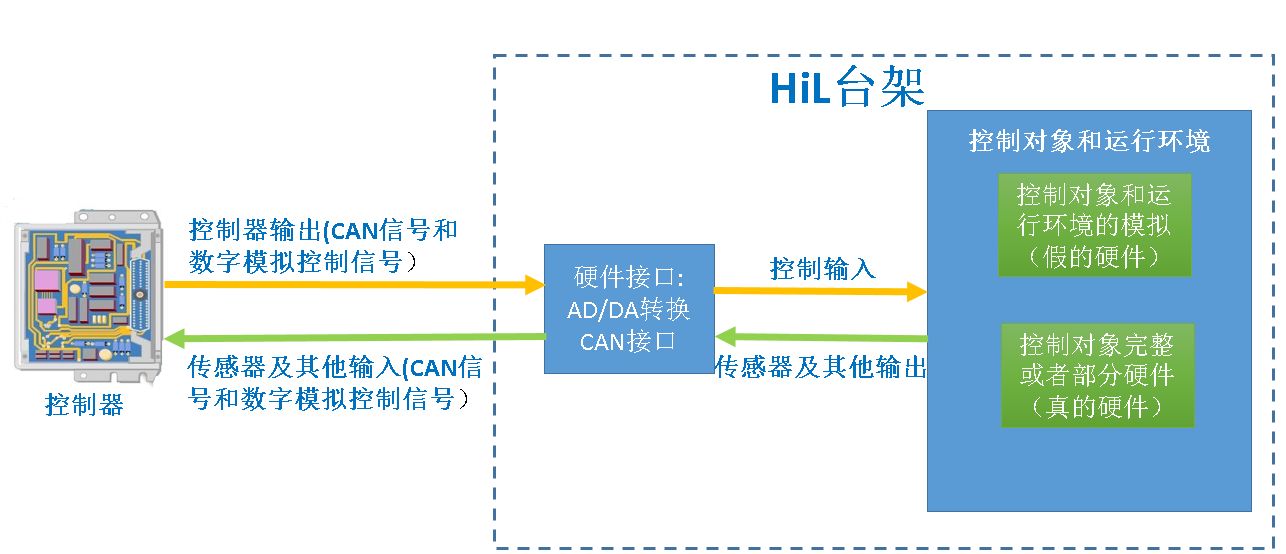 HiL台架
控制对象和运行环境
控制对象和运
行环境的模拟
（假的硬件）
控制器输出(CAN信号和
数字模拟控制信号）
硬件接口:
AD/DA转换
CAN接口
控制输入
传感器及其他输出
控制对象完整
或者部分硬件
（真的硬件）
传感器及其他输入(CAN信
号和数字模拟控制信号）
控制器